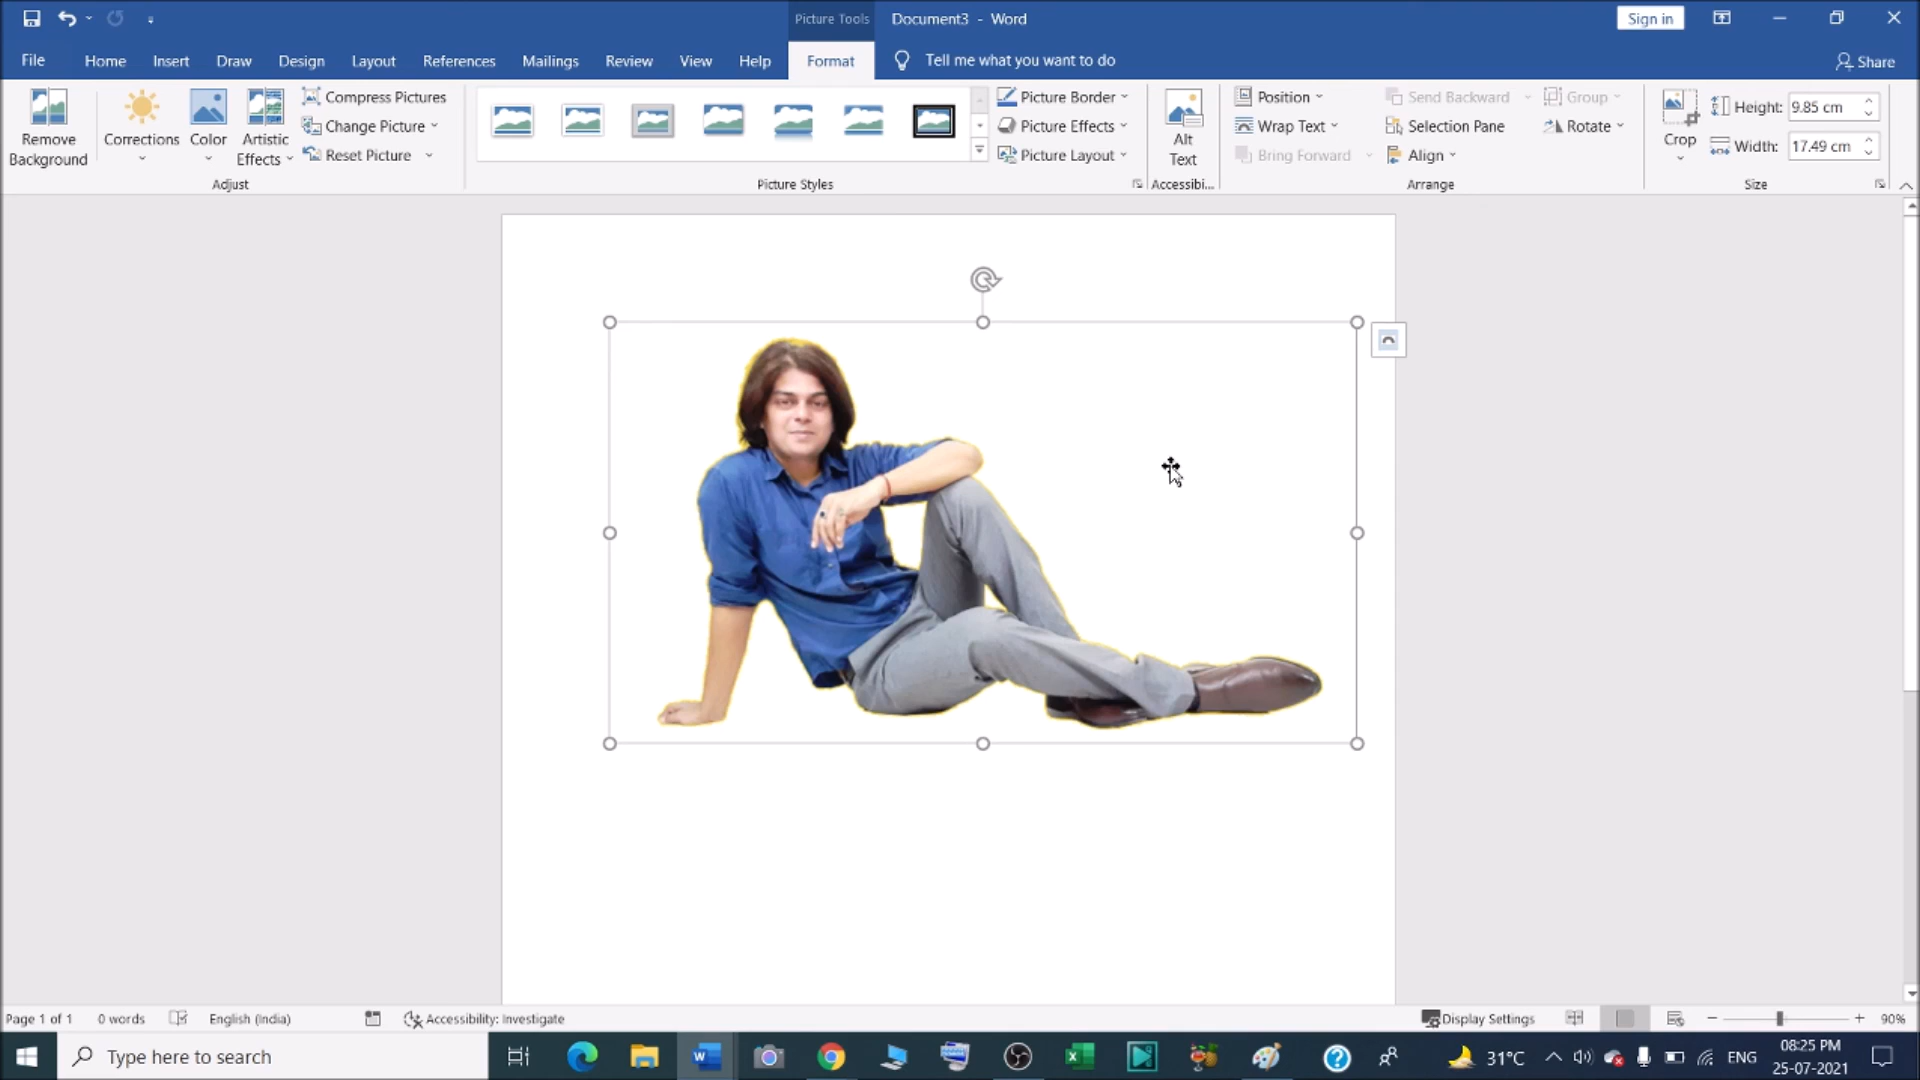 Picture Tools Document3 - Word Sign in
File Home Insert Draw Design Layout References Mailings Review View Help Format Tell me what you want to do Share
Remove Background
Corrections
Color
Artistic Effects
Compress Pictures
Change Picture
Reset Picture
Adjust
Picture Border
Picture Effects
Picture Layout
Picture Styles
Alt Text
Accessibi...
Position
Wrap Text
Bring Forward
Send Backward
Selection Pane
Align
Group
Rotate
Arrange
Crop
Height: 9.85 cm
Width: 17.49 cm
Size
Page 1 of 1 0 words English (India) Accessibility: Investigate Display Settings 90%
Type here to search
31°C ENG
08:25 PM
25-07-2021